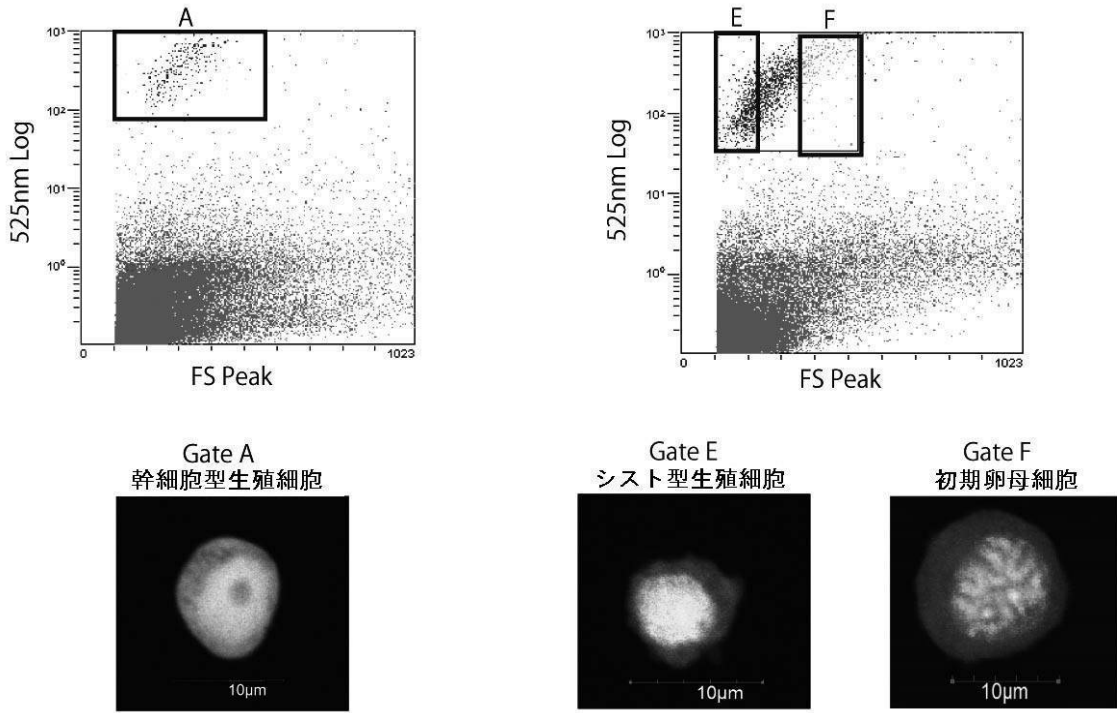 A
10³
10²
10¹
10⁰
525nm Log
0
1023
FS Peak
E F
10³
10²
10¹
10⁰
525nm Log
0
1023
FS Peak
Gate A
幹細胞型生殖細胞
10μm
Gate E
シスト型生殖細胞
10μm
Gate F
初期卵母細胞
10μm